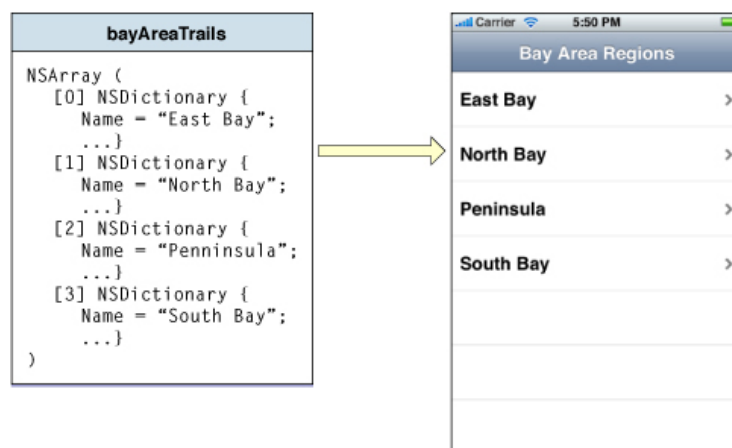 bayAreaTrails
NSArray (
[0] NSDictionary {
Name = “East Bay”;
...}
[1] NSDictionary {
Name = “North Bay”;
...}
[2] NSDictionary {
Name = “Penninsula”;
...}
[3] NSDictionary {
Name = “South Bay”;
...}
)
Carrier 5:50 PM
Bay Area Regions
East Bay
North Bay
Peninsula
South Bay